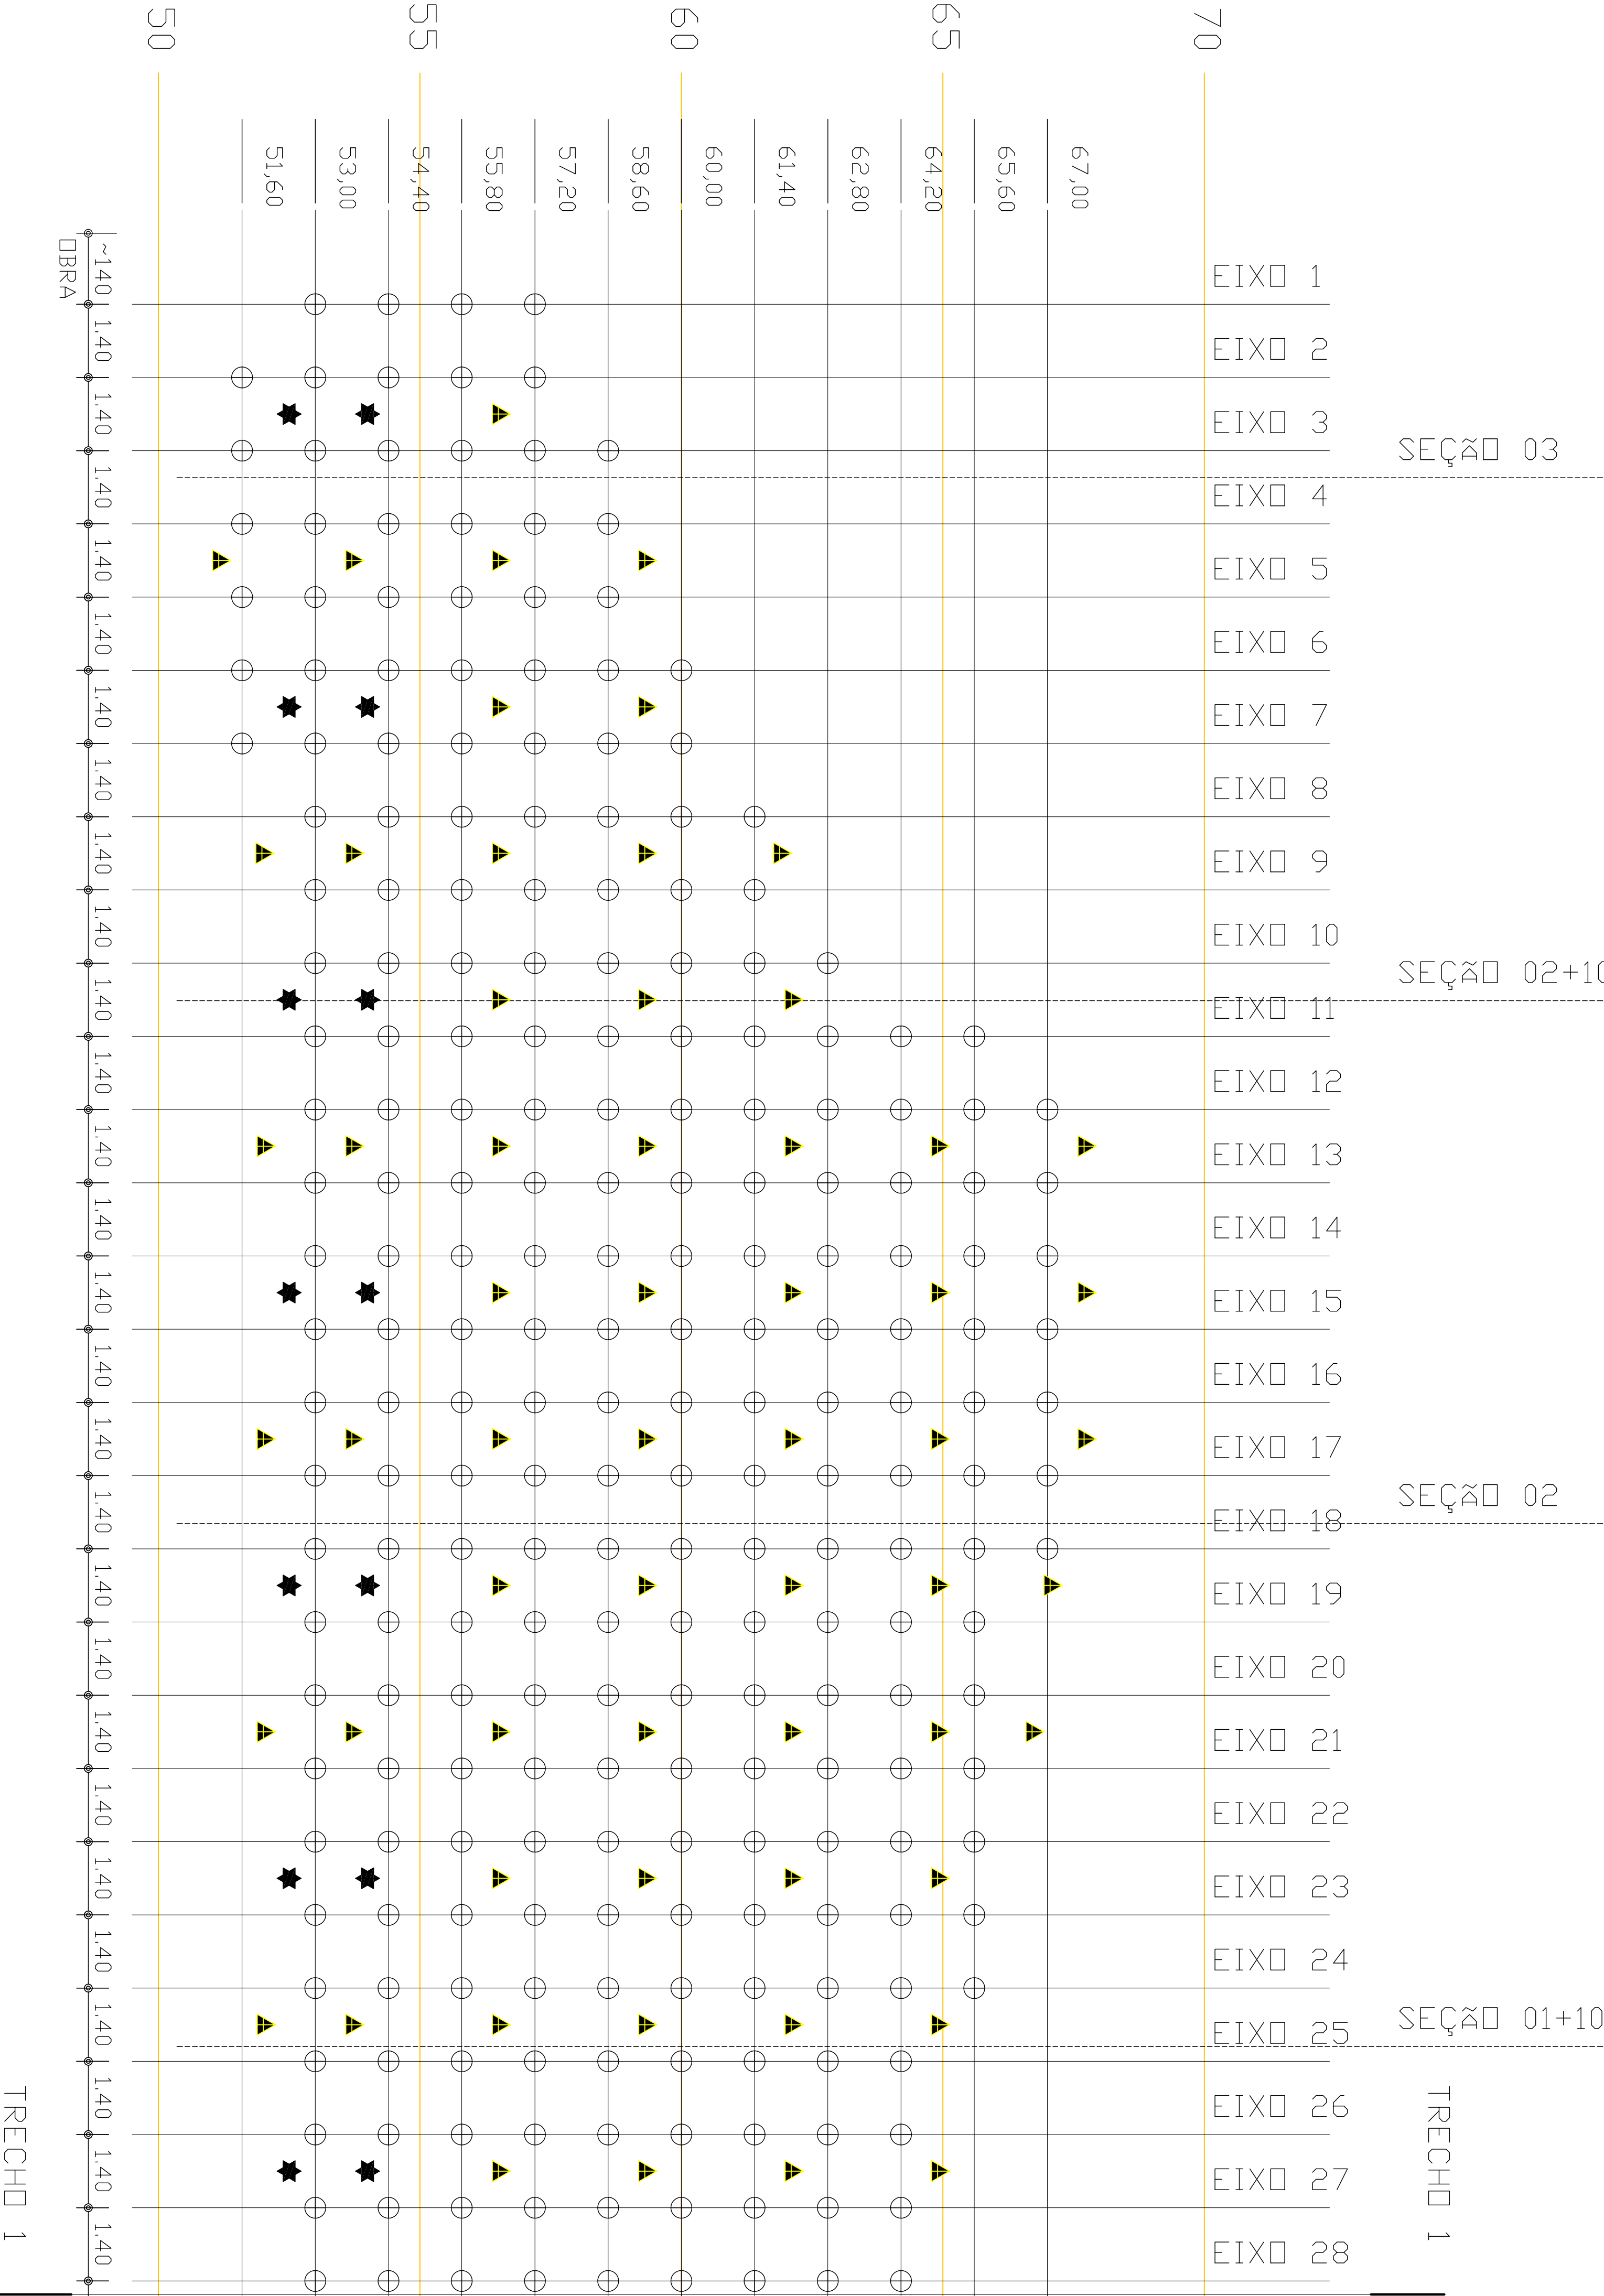 50
55
60
65
70
51,60
53,00
54,40
55,80
57,20
58,60
60,00
61,40
62,80
64,20
65,60
67,00
OBRA
~140
EIXO 1
1,40
EIXO 2
1,40
EIXO 3
SEÇÃO 03
1,40
EIXO 4
1,40
EIXO 5
1,40
EIXO 6
1,40
EIXO 7
1,40
EIXO 8
1,40
EIXO 9
1,40
EIXO 10
SEÇÃO 02+10
1,40
EIXO 11
1,40
EIXO 12
1,40
EIXO 13
1,40
EIXO 14
1,40
EIXO 15
1,40
EIXO 16
1,40
EIXO 17
SEÇÃO 02
1,40
EIXO 18
1,40
EIXO 19
1,40
EIXO 20
1,40
EIXO 21
1,40
EIXO 22
1,40
EIXO 23
1,40
EIXO 24
SEÇÃO 01+10
1,40
EIXO 25
1,40
EIXO 26
1,40
EIXO 27
1,40
EIXO 28
TRECHO 1
TRECHO 1